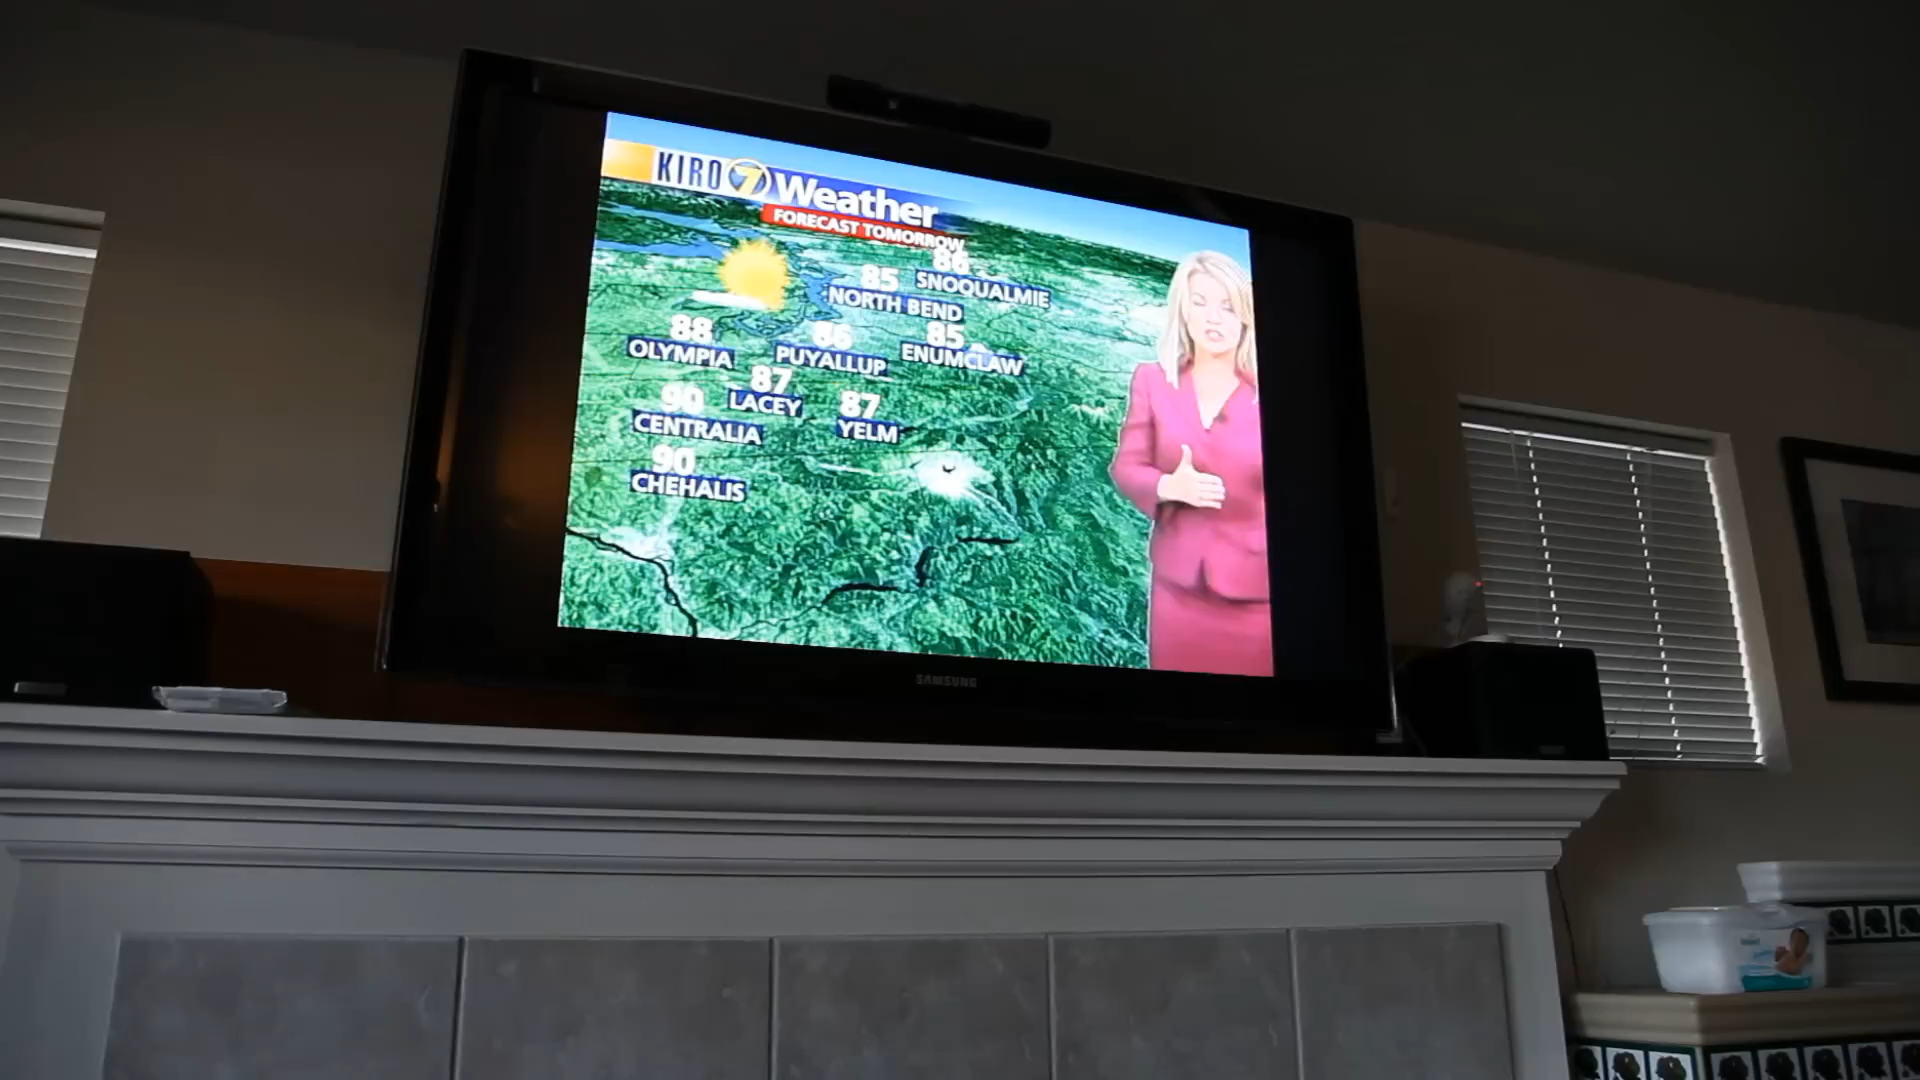 KIRO 7 Weather
FORECAST TOMORROW
86
SNOQUALMIE
85
NORTH BEND
88
OLYMPIA
86
PUYALLUP
85
ENUMCLAW
87
LACEY
90
CENTRALIA
87
YELM
90
CHEHALIS
SAMSUNG